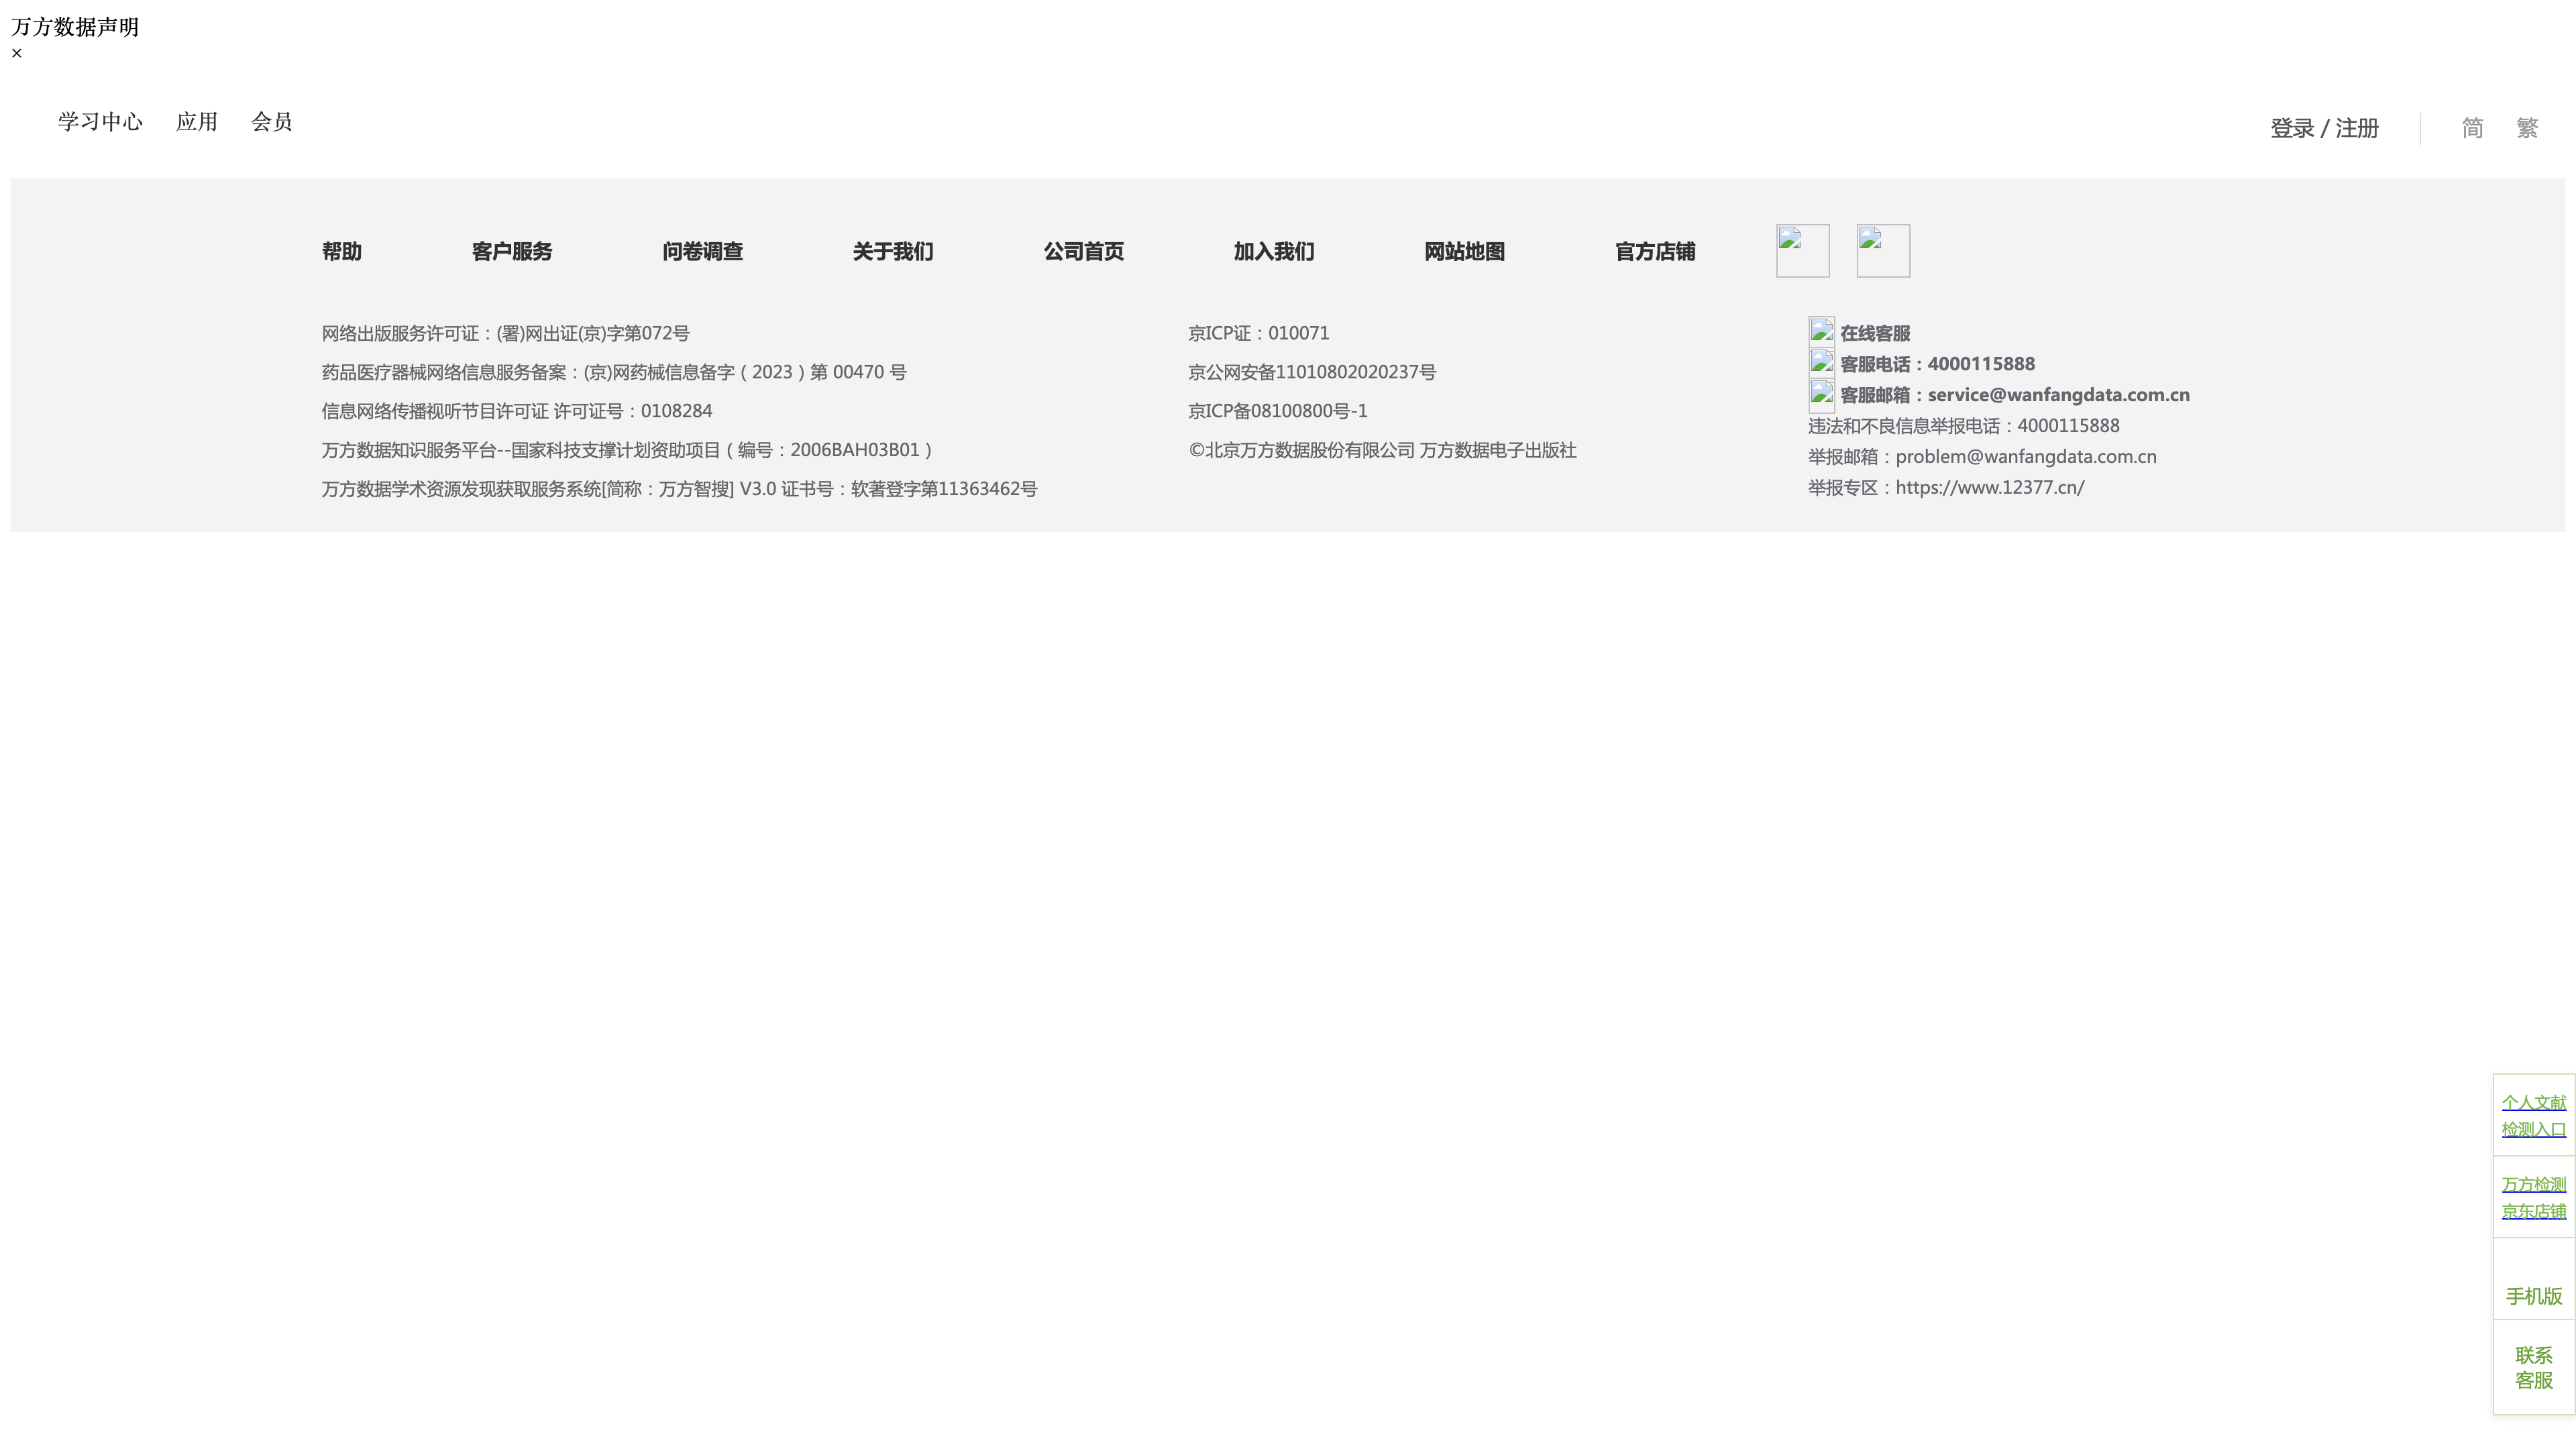 万方数据声明
×
学习中心 应用 会员 登录 / 注册 简 繁
帮助 客户服务 问卷调查 关于我们 公司首页 加入我们 网站地图 官方店铺
网络出版服务许可证：(署)网出证(京)字第072号
药品医疗器械网络信息服务备案：(京)网药械信息备字（2023）第 00470 号
信息网络传播视听节目许可证 许可证号：0108284
万方数据知识服务平台--国家科技支撑计划资助项目（编号：2006BAH03B01）
万方数据学术资源发现获取服务系统[简称：万方智搜] V3.0 证书号：软著登字第11363462号
京ICP证：010071
京公网安备11010802020237号
京ICP备08100800号-1
©北京万方数据股份有限公司 万方数据电子出版社
在线客服
客服电话：4000115888
客服邮箱：service@wanfangdata.com.cn
违法和不良信息举报电话：4000115888
举报邮箱：problem@wanfangdata.com.cn
举报专区：https://www.12377.cn/
个人文献
检测入口
万方检测
京东店铺
手机版
联系
客服